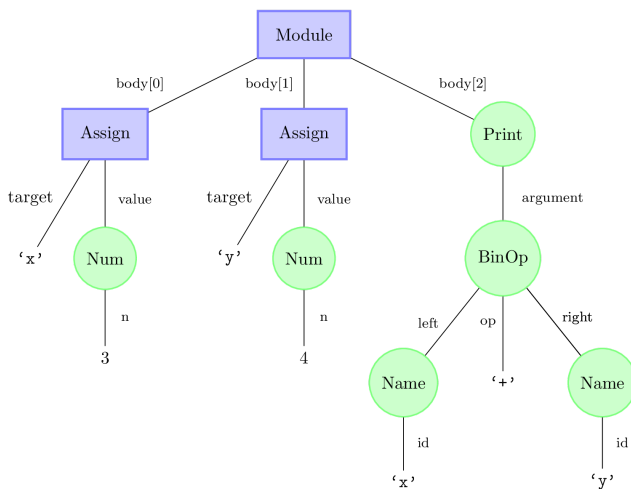 Module
body[0] body[1] body[2]
Assign Assign Print
target value target value argument
‘x’ Num ‘y’ Num BinOp
n n left op right
3 4 Name ‘+’ Name
id id
‘x’ ‘y’